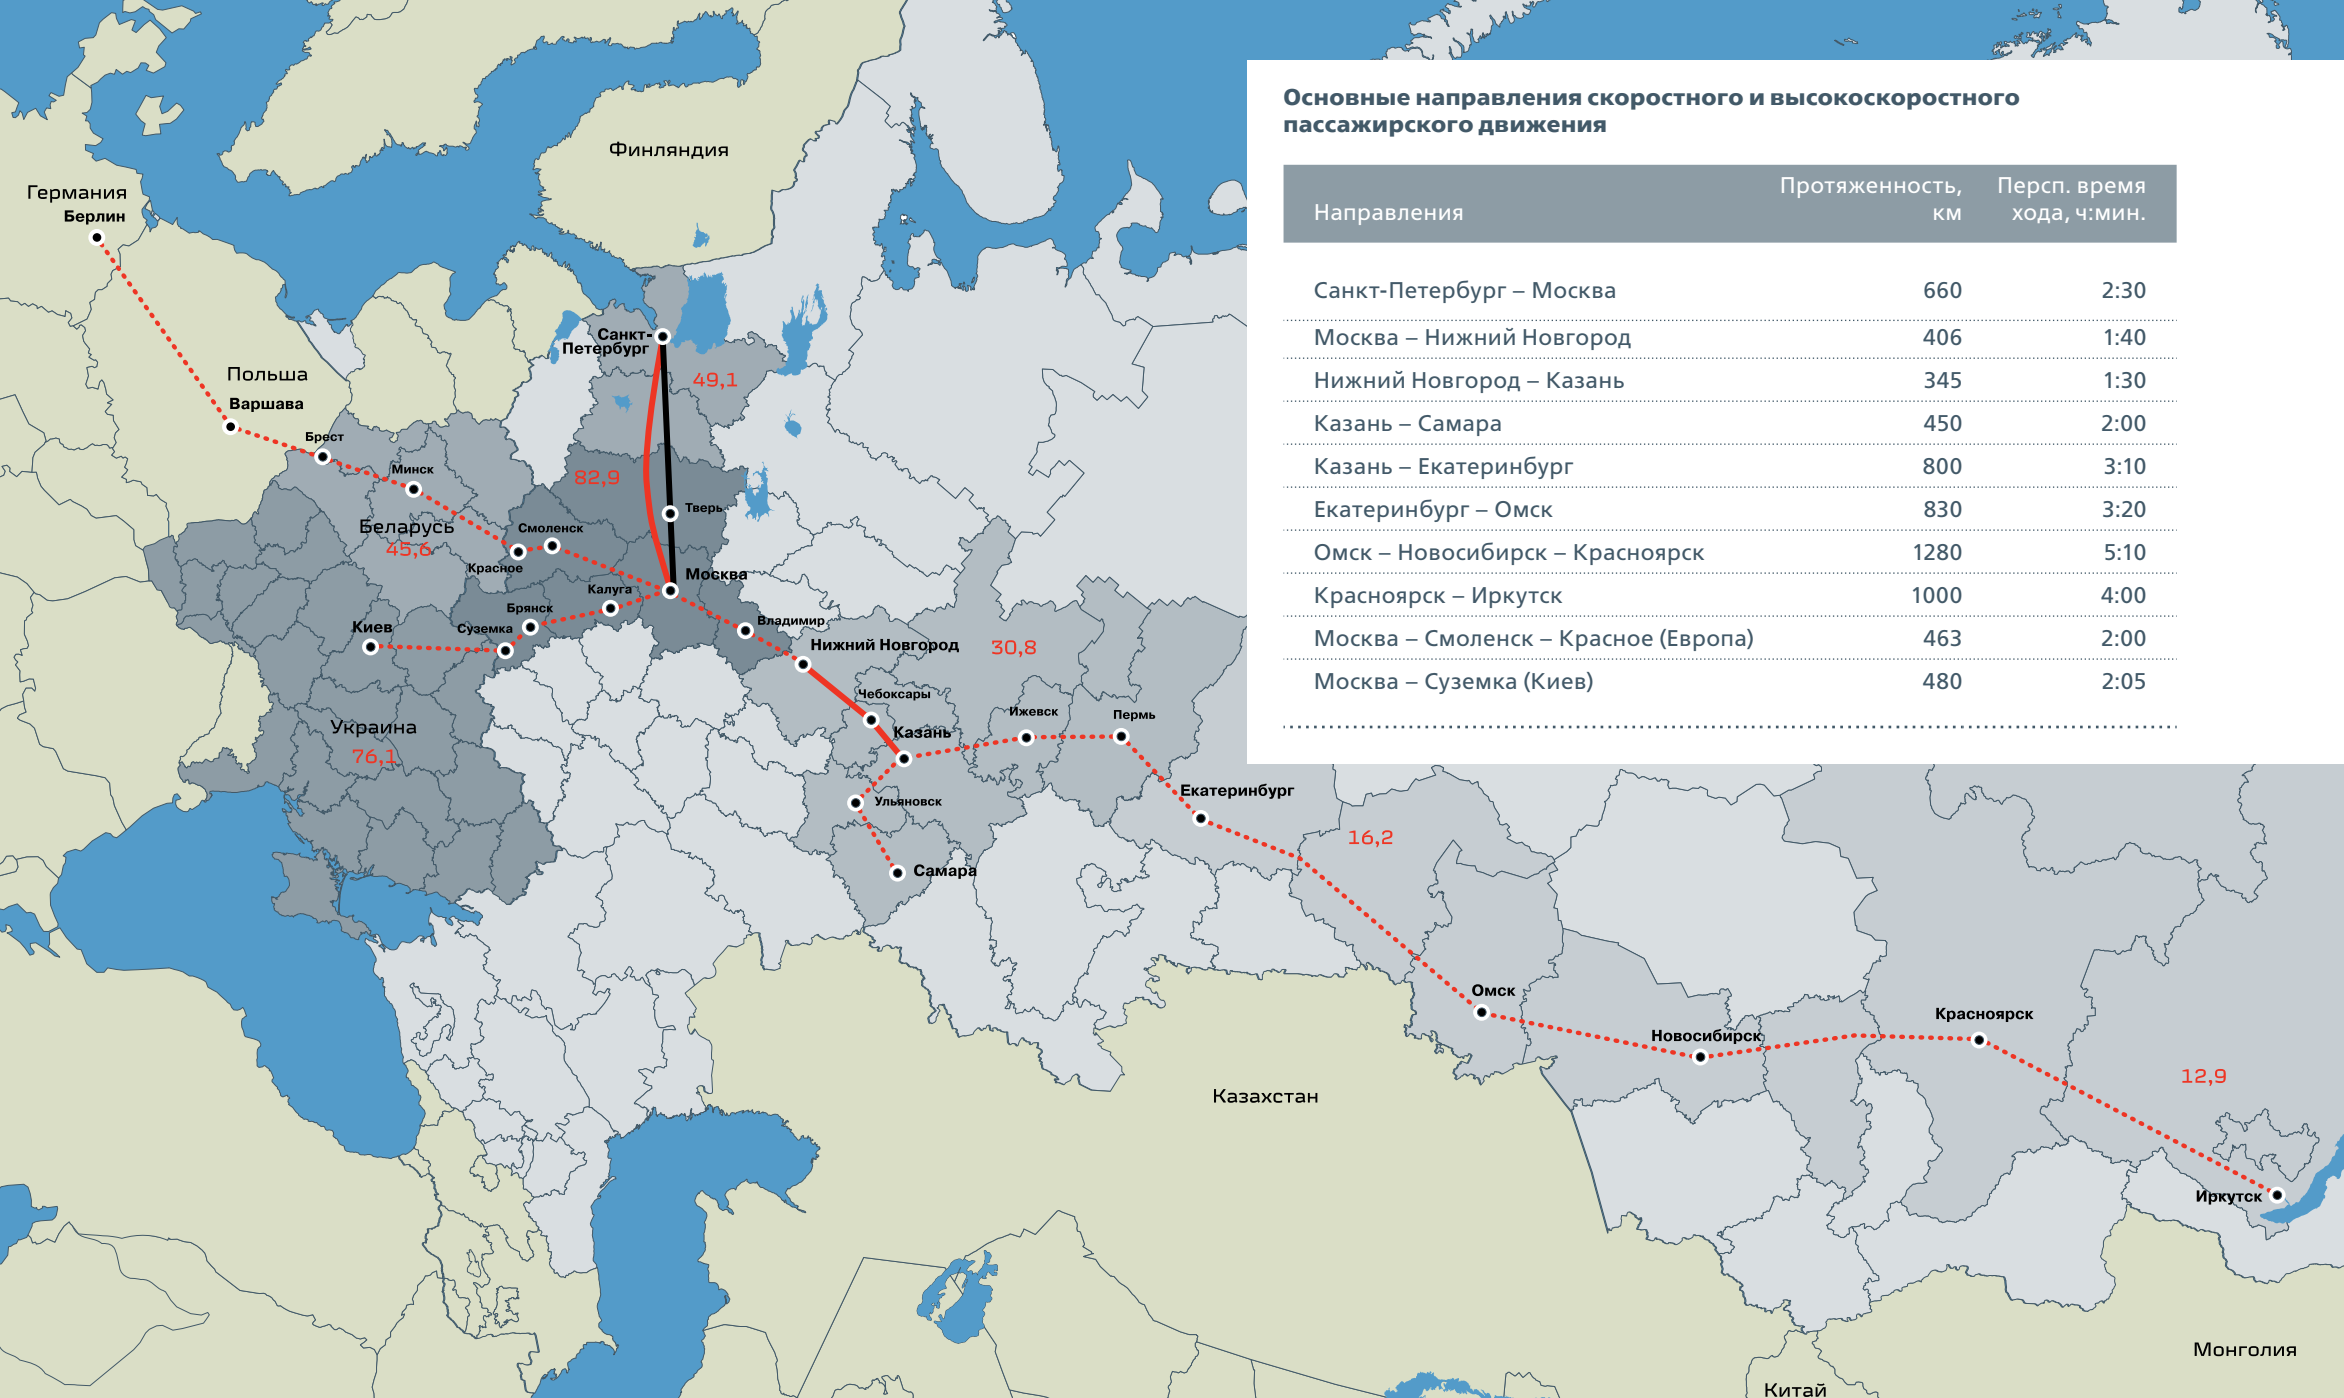 Основные направления скоростного и высокоскоростного
пассажирского движения
Направления
Протяженность,
км
Персп. время
хода, ч:мин.
Санкт-Петербург – Москва 660 2:30
Москва – Нижний Новгород 406 1:40
Нижний Новгород – Казань 345 1:30
Казань – Самара 450 2:00
Казань – Екатеринбург 800 3:10
Екатеринбург – Омск 830 3:20
Омск – Новосибирск – Красноярск 1280 5:10
Красноярск – Иркутск 1000 4:00
Москва – Смоленск – Красное (Европа) 463 2:00
Москва – Суземка (Киев) 480 2:05
Финляндия
Германия
Берлин
Санкт-
Петербург
Польша
49,1
Варшава
Брест
Минск
82,9
Тверь
Беларусь
45,6
Смоленск
Красное
Москва
Калуга
Брянск
Владимир
Киев
Суземка
Нижний Новгород
30,8
Чебоксары
Ижевск
Пермь
Украина
76,1
Казань
Екатеринбург
Ульяновск
16,2
Самара
Омск
Красноярск
Новосибирск
12,9
Казахстан
Иркутск
Монголия
Китай